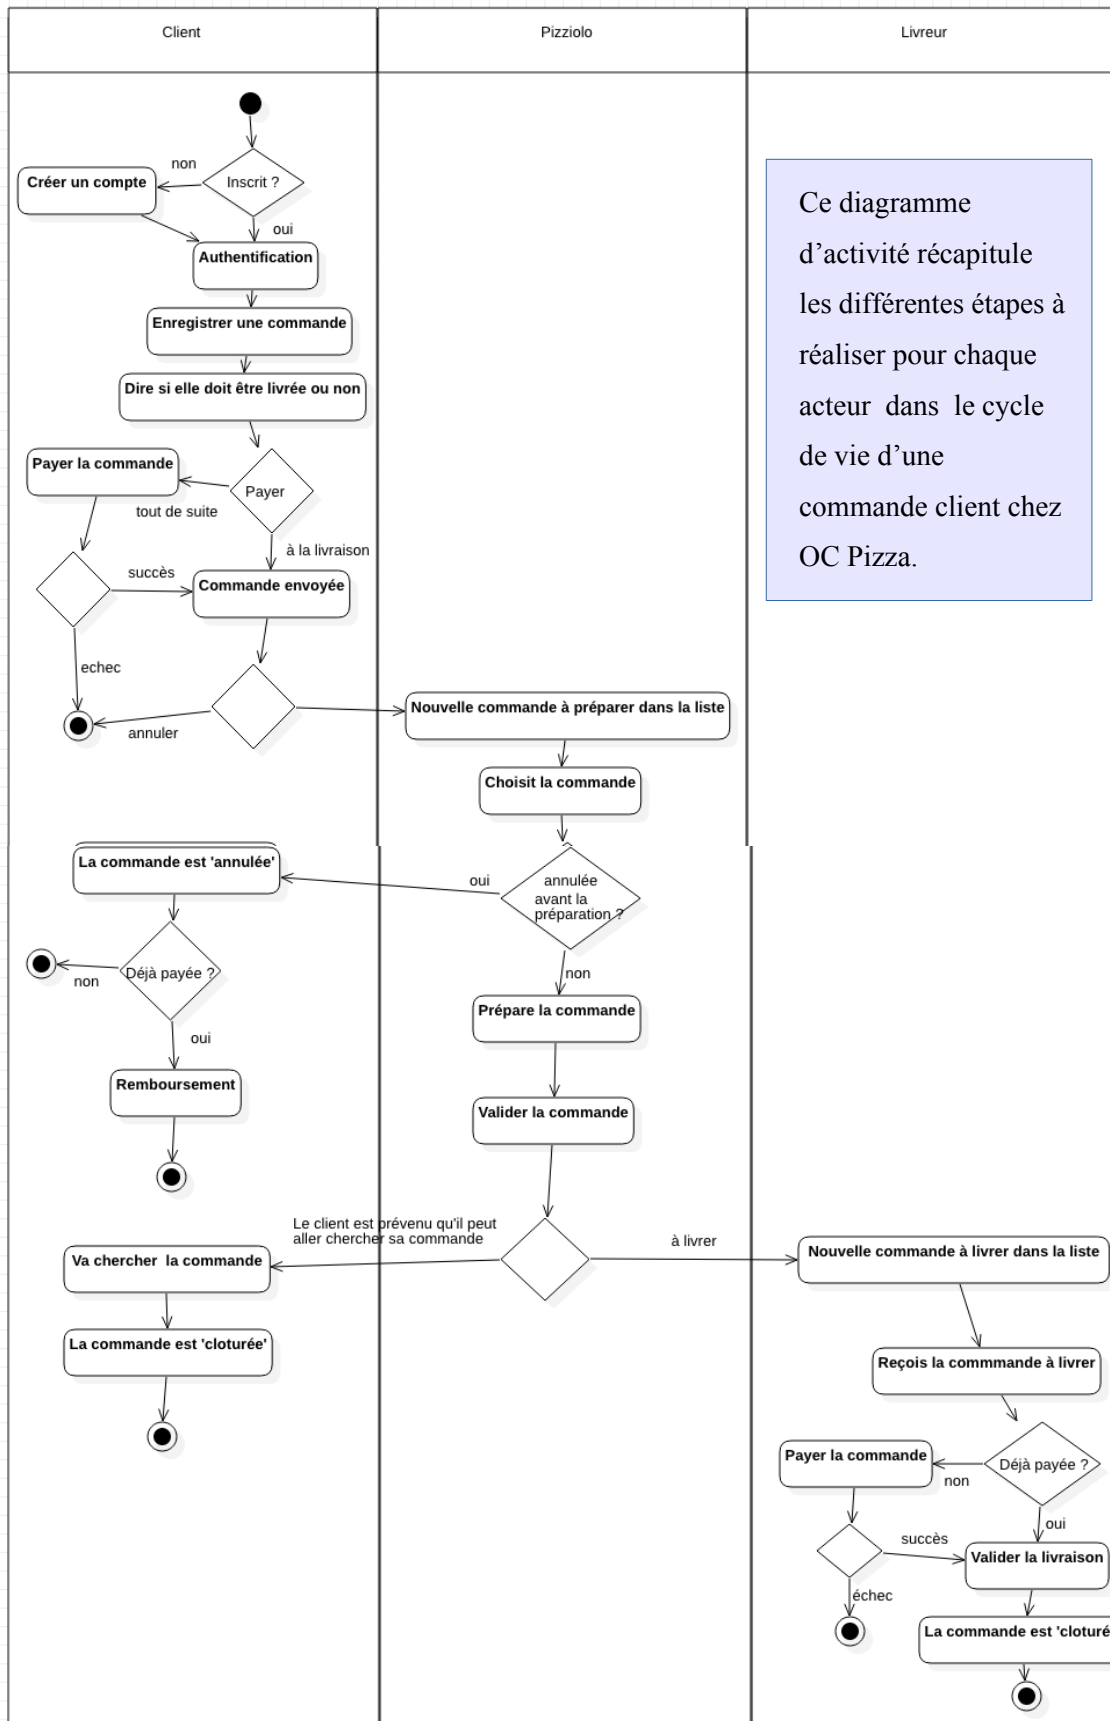 Client
Pizziolo
Livreur
non
Inscrit ?
Créer un compte
oui
Authentification
Enregistrer une commande
Dire si elle doit être livrée ou non
Payer la commande
Payer
tout de suite
à la livraison
succès
Commande envoyée
echec
annuler
Ce diagramme
d’activité récapitule
les différentes étapes à
réaliser pour chaque
acteur dans le cycle
de vie d’une
commande client chez
OC Pizza.
Nouvelle commande à préparer dans la liste
Choisit la commande
La commande est 'annulée'
oui
annulée
avant la
préparation ?
non
Déjà payée ?
non
oui
Prépare la commande
Remboursement
Valider la commande
Le client est prévenu qu'il peut
aller chercher sa commande
à livrer
Va chercher la commande
Nouvelle commande à livrer dans la liste
La commande est 'cloturée'
Reçois la commmande à livrer
Payer la commande
Déjà payée ?
non
oui
succès
Valider la livraison
échec
La commande est 'cloturé